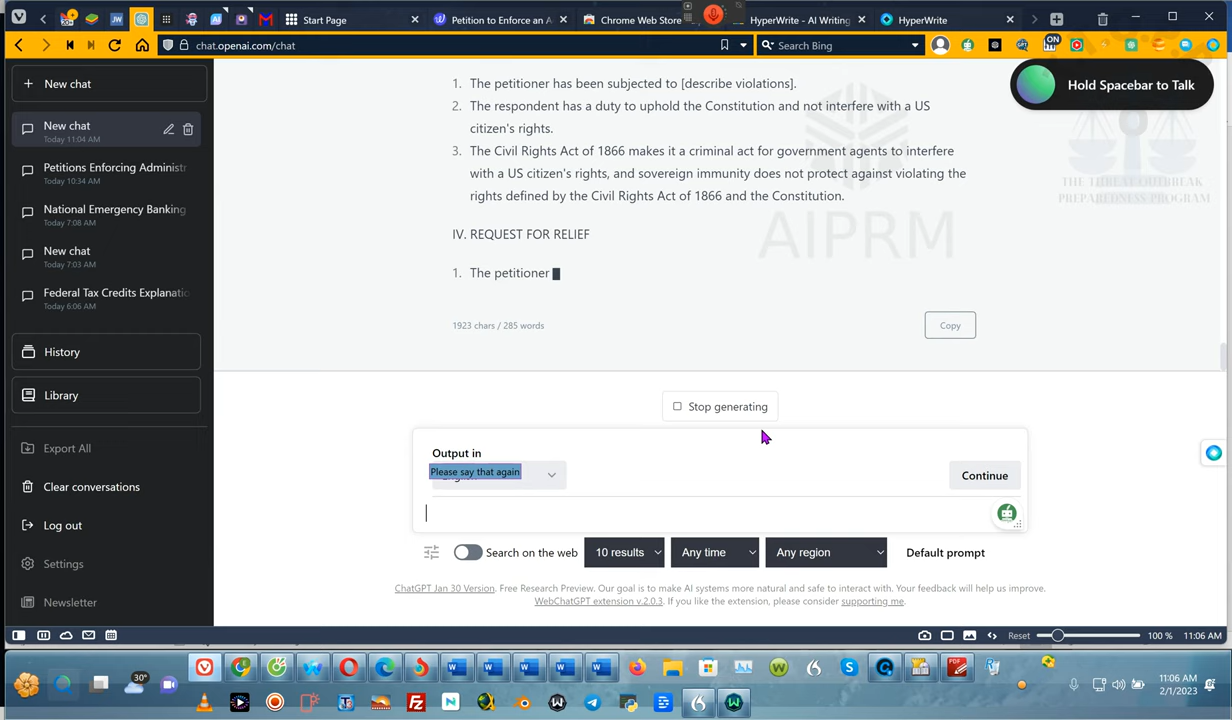 Start Page
Petition to Enforce an A
Chrome Web Store
HyperWrite - AI Writing
HyperWrite
chat.openai.com/chat
Search Bing
ON
New chat
New chat
Today 11:04 AM
Petitions Enforcing Administr
Today 10:34 AM
National Emergency Banking
Today 7:08 AM
New chat
Today 7:03 AM
Federal Tax Credits Explanatio
Today 6:06 AM
History
Library
Export All
Clear conversations
Log out
Settings
Newsletter
1. The petitioner has been subjected to [describe violations].
2. The respondent has a duty to uphold the Constitution and not interfere with a US
citizen's rights.
3. The Civil Rights Act of 1866 makes it a criminal act for government agents to interfere
with a US citizen's rights, and sovereign immunity does not protect against violating the
rights defined by the Civil Rights Act of 1866 and the Constitution.
IV. REQUEST FOR RELIEF
1. The petitioner
1923 chars / 285 words
Copy
Hold Spacebar to Talk
THE THREAT OUTBREAK
PREPAREDNESS PROGRAM
AIPRM
Stop generating
Output in
Please say that again
Continue
Search on the web
10 results
Any time
Any region
Default prompt
ChatGPT Jan 30 Version. Free Research Preview. Our goal is to make AI systems more natural and safe to interact with. Your feedback will help us improve.
WebChatGPT extension v.2.0.3. If you like the extension, please consider supporting me.
Reset
100 %
11:06 AM
30°
11:06 AM
2/1/2023